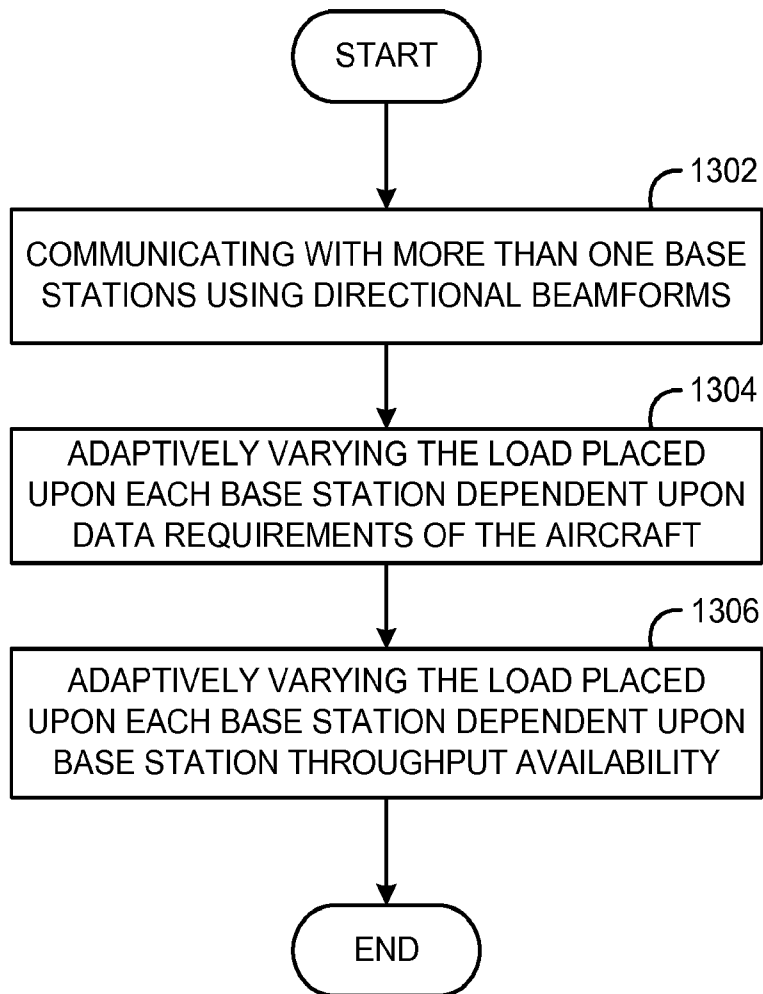 START
1302
COMMUNICATING WITH MORE THAN ONE BASE
STATIONS USING DIRECTIONAL BEAMFORMS
1304
ADAPTIVELY VARYING THE LOAD PLACED
UPON EACH BASE STATION DEPENDENT UPON
DATA REQUIREMENTS OF THE AIRCRAFT
1306
ADAPTIVELY VARYING THE LOAD PLACED
UPON EACH BASE STATION DEPENDENT UPON
BASE STATION THROUGHPUT AVAILABILITY
END